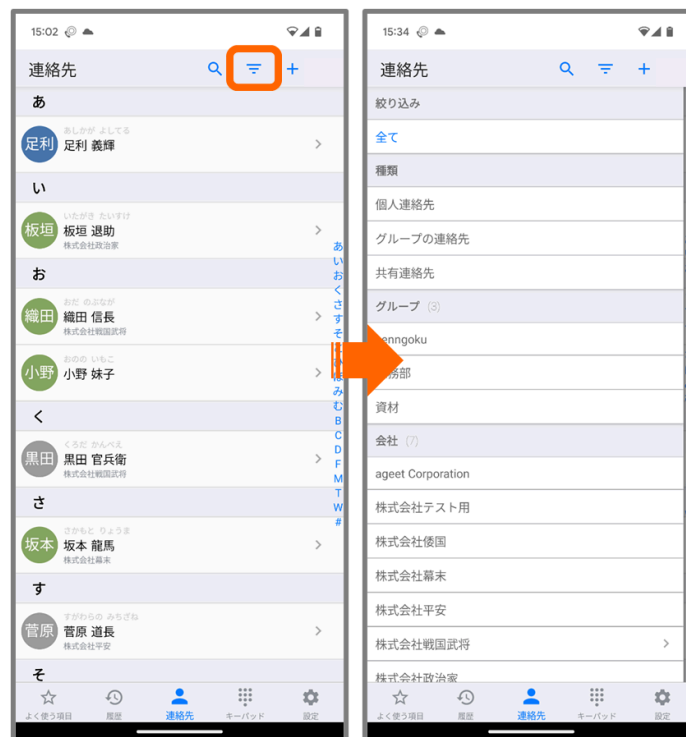 15:02
連絡先
あ
足利
あしかが よしてる
足利 義輝
い
板垣
いたがき たいすけ
板垣 退助
株式会社政治家
お
織田
おだ のぶなが
織田 信長
株式会社戦国武将
小野
おのの いもこ
小野 妹子
く
黒田
くろだ かんべえ
黒田 官兵衛
株式会社戦国武将
さ
坂本
さかもと りょうま
坂本 龍馬
株式会社幕末
す
菅原
すがわらの みちざね
菅原 道長
株式会社平安
そ
あ
い
お
く
さ
す
そ
ほ
み
む
B
C
D
F
M
T
W
#
よく使う項目
履歴
連絡先
キーパッド
設定
15:34
連絡先
絞り込み
全て
種類
個人連絡先
グループの連絡先
共有連絡先
グループ (3)
enngoku
務部
資材
会社 (7)
ageet Corporation
株式会社テスト用
株式会社倭国
株式会社幕末
株式会社平安
株式会社戦国武将
株式会社政治家
よく使う項目
履歴
連絡先
キーパッド
設定